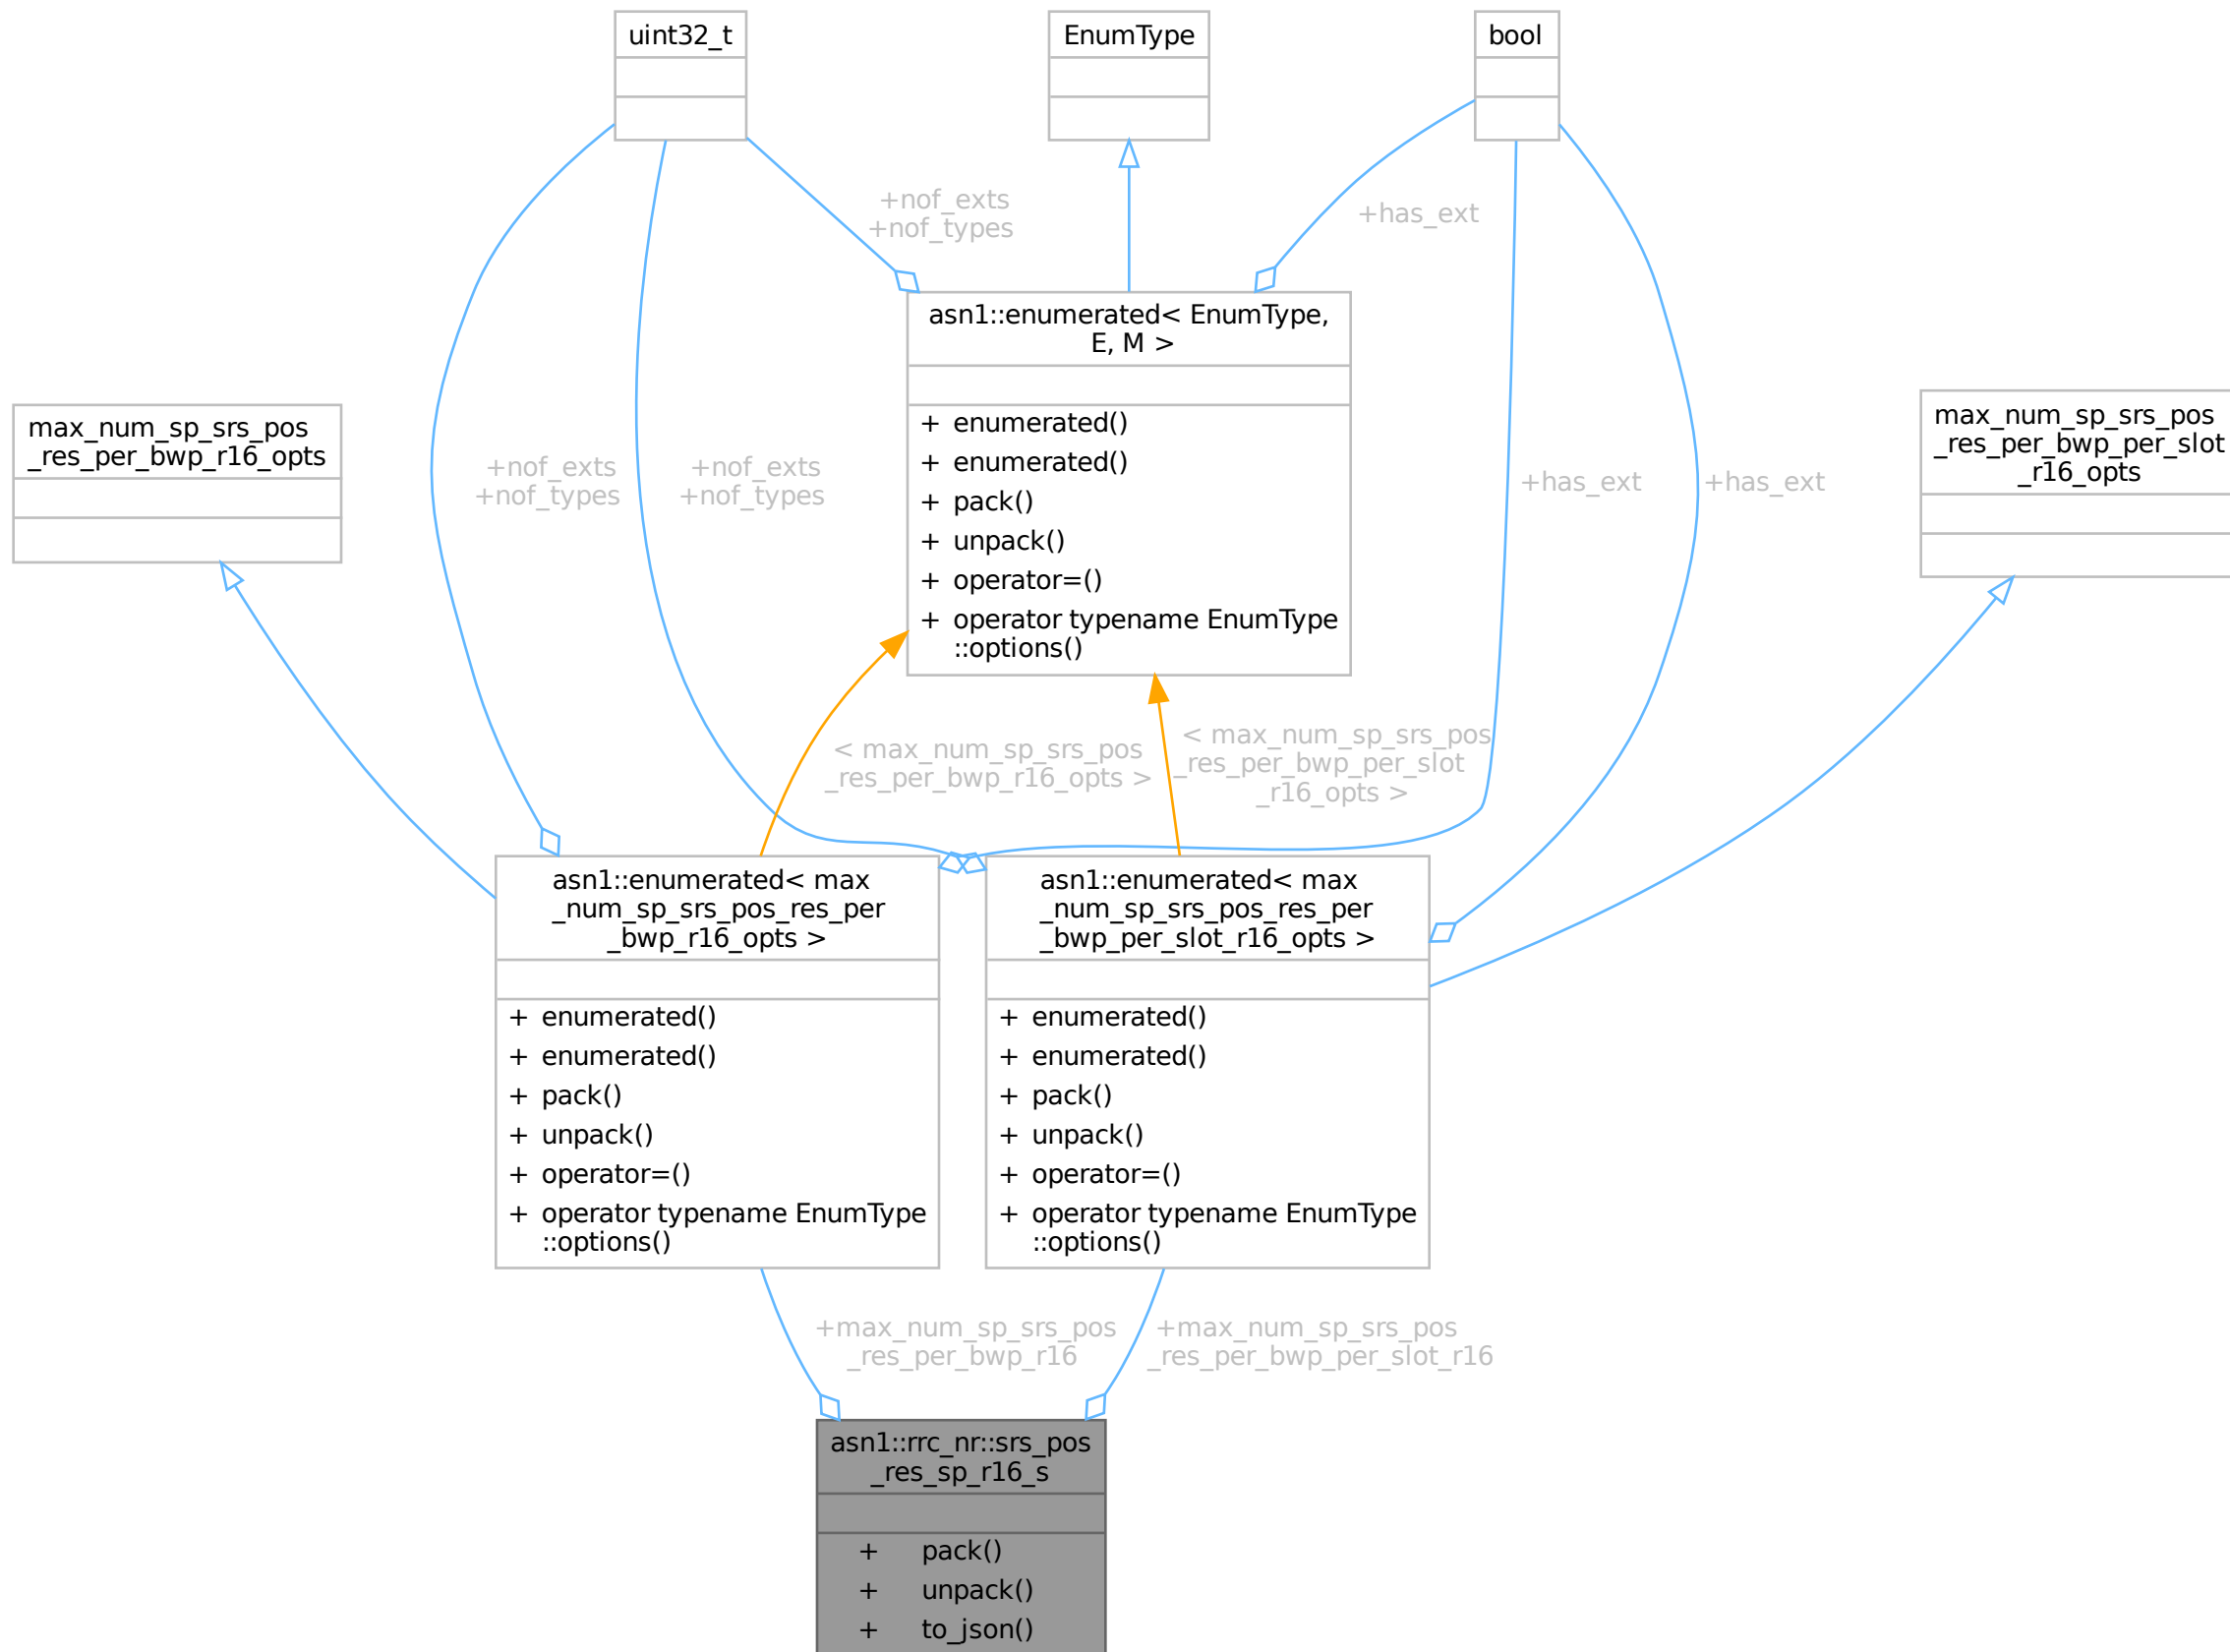 uint32_t
EnumType
bool
+nof_exts
+nof_types
+has_ext
asn1::enumerated< EnumType,
E, M >
+ enumerated()
+ enumerated()
+ pack()
+ unpack()
+ operator=()
+ operator typename EnumType
::options()
max_num_sp_srs_pos
_res_per_bwp_r16_opts
+nof_exts
+nof_types
+nof_exts
+nof_types
+has_ext
+has_ext
max_num_sp_srs_pos
_res_per_bwp_per_slot
_r16_opts
< max_num_sp_srs_pos
_res_per_bwp_r16_opts >
< max_num_sp_srs_pos
_res_per_bwp_per_slot
_r16_opts >
asn1::enumerated< max
_num_sp_srs_pos_res_per
_bwp_r16_opts >
+ enumerated()
+ enumerated()
+ pack()
+ unpack()
+ operator=()
+ operator typename EnumType
::options()
asn1::enumerated< max
_num_sp_srs_pos_res_per
_bwp_per_slot_r16_opts >
+ enumerated()
+ enumerated()
+ pack()
+ unpack()
+ operator=()
+ operator typename EnumType
::options()
+max_num_sp_srs_pos
_res_per_bwp_r16
+max_num_sp_srs_pos
_res_per_bwp_per_slot_r16
asn1::rrc_nr::srs_pos
_res_sp_r16_s
+ pack()
+ unpack()
+ to_json()